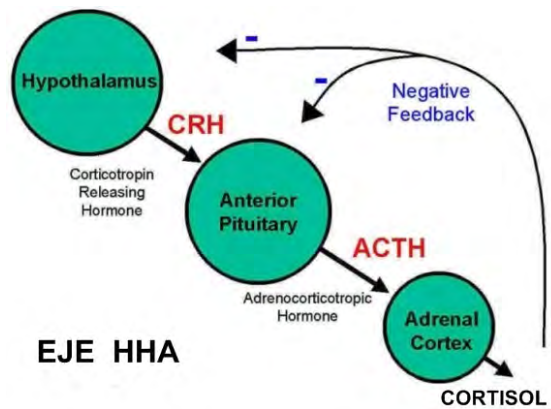 Hypothalamus
-
-
Negative
Feedback
CRH
Corticotropin
Releasing
Hormone
Anterior
Pituitary
ACTH
Adrenocorticotropic
Hormone
Adrenal
Cortex
EJE HHA
CORTISOL